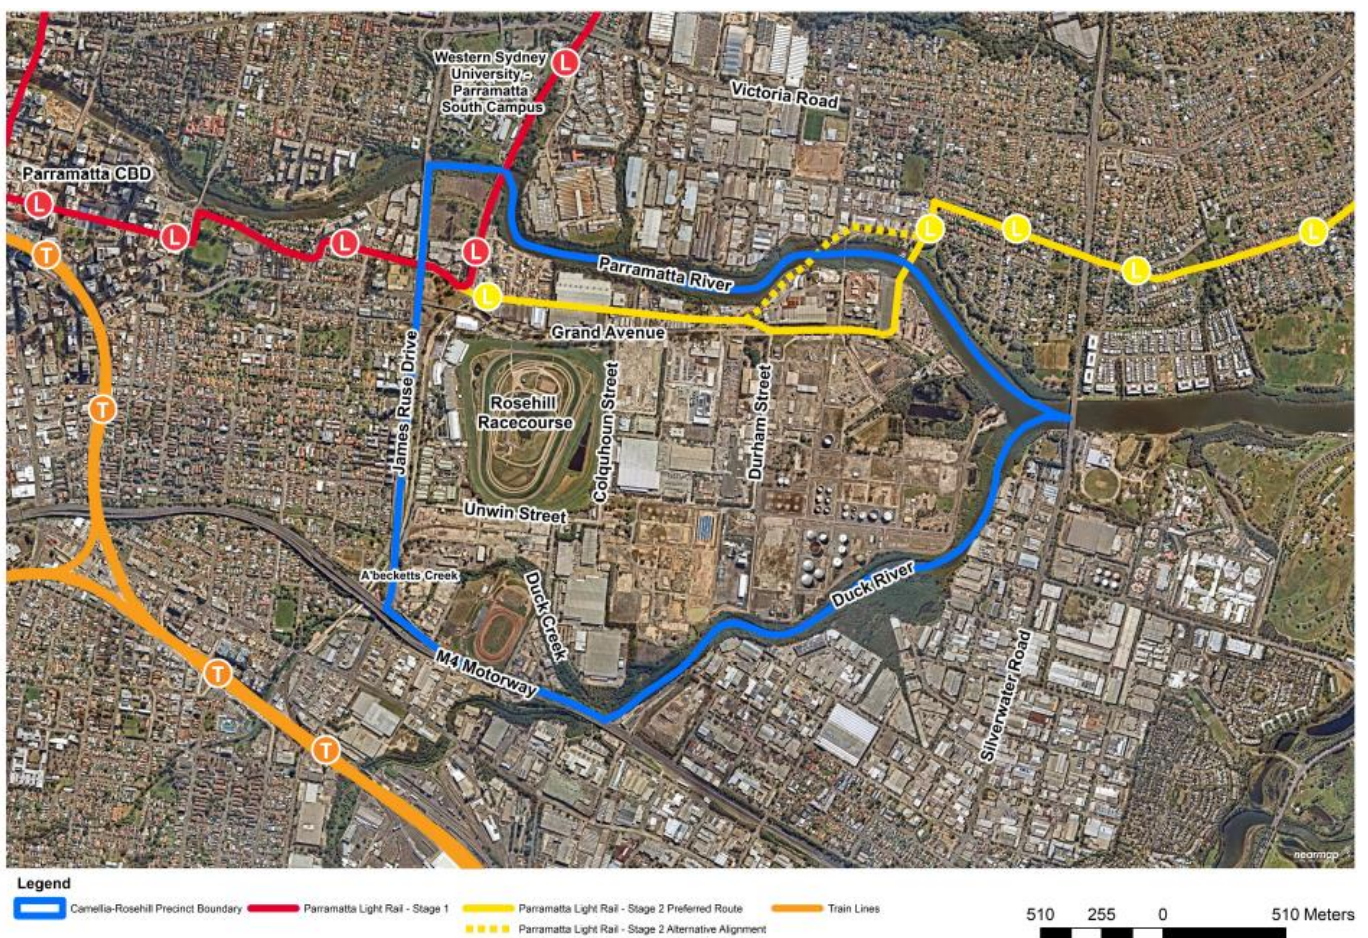 Western Sydney
University -
Parramatta
South Campus
L
Victoria Road
Parramatta CBD
L
L
L
L
T
L
L
L
L
L
Parramatta River
Grand Avenue
James Ruse Drive
Rosehill
Racecourse
Colquhoun Street
Durham Street
T
Unwin Street
A'becketts Creek
Duck Creek
Duck River
M4 Motorway
Silverwater Road
T
T
nearmap
Legend
Camellia-Rosehill Precinct Boundary
Parramatta Light Rail - Stage 1
Parramatta Light Rail - Stage 2 Preferred Route
Train Lines
Parramatta Light Rail - Stage 2 Alternative Alignment
510 255 0 510 Meters